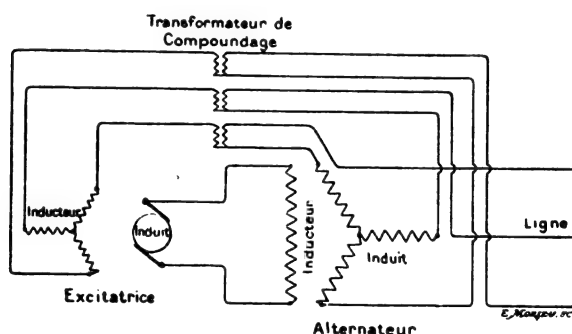 Transformateur de
Compoundage
Inducteur
Induit
Inducteur
Ligne
Induit
Excitatrice
Alternateur